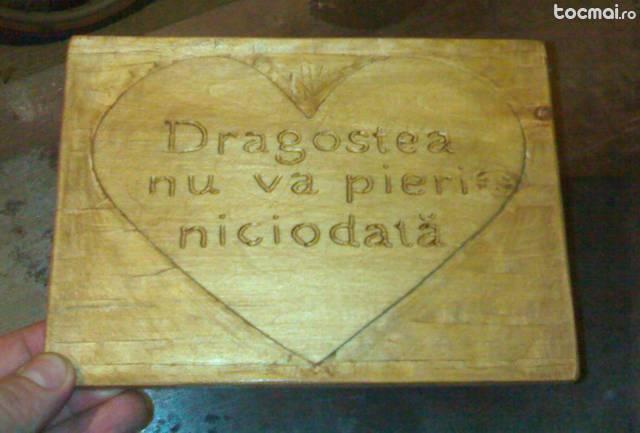 tocmai.ro
Dragostea
nu va pieri
niciodată